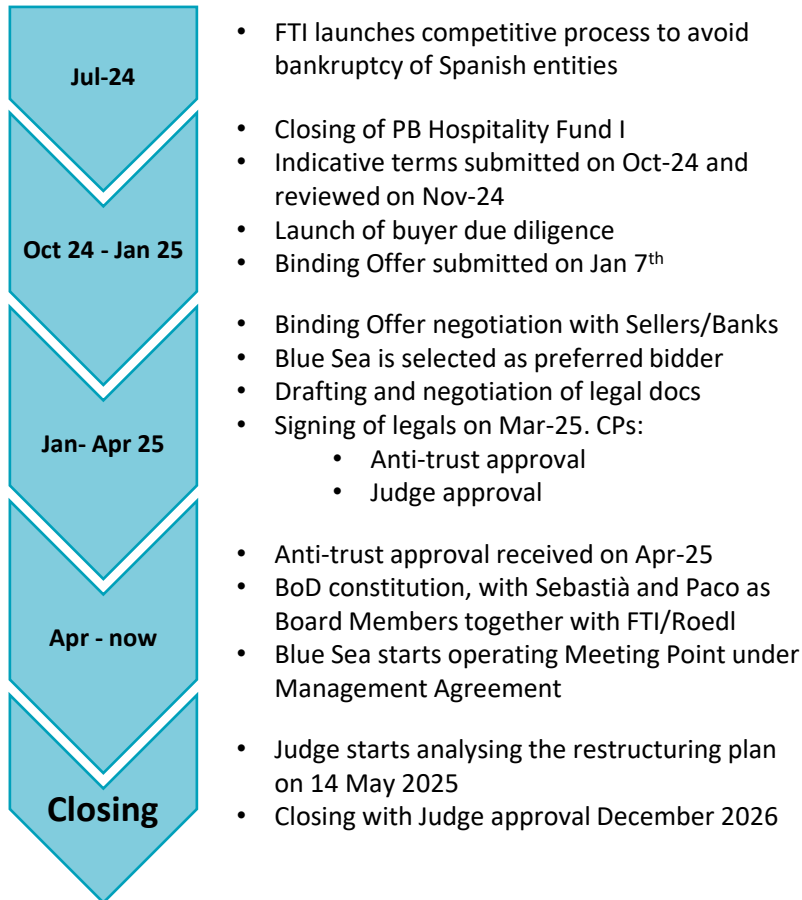 Jul-24
• FTI launches competitive process to avoid
bankruptcy of Spanish entities
Oct 24 - Jan 25
• Closing of PB Hospitality Fund I
• Indicative terms submitted on Oct-24 and
reviewed on Nov-24
• Launch of buyer due diligence
• Binding Offer submitted on Jan 7th
Jan- Apr 25
• Binding Offer negotiation with Sellers/Banks
• Blue Sea is selected as preferred bidder
• Drafting and negotiation of legal docs
• Signing of legals on Mar-25. CPs:
• Anti-trust approval
• Judge approval
Apr - now
• Anti-trust approval received on Apr-25
• BoD constitution, with Sebastià and Paco as
Board Members together with FTI/Roedl
• Blue Sea starts operating Meeting Point under
Management Agreement
Closing
• Judge starts analysing the restructuring plan
on 14 May 2025
• Closing with Judge approval December 2026